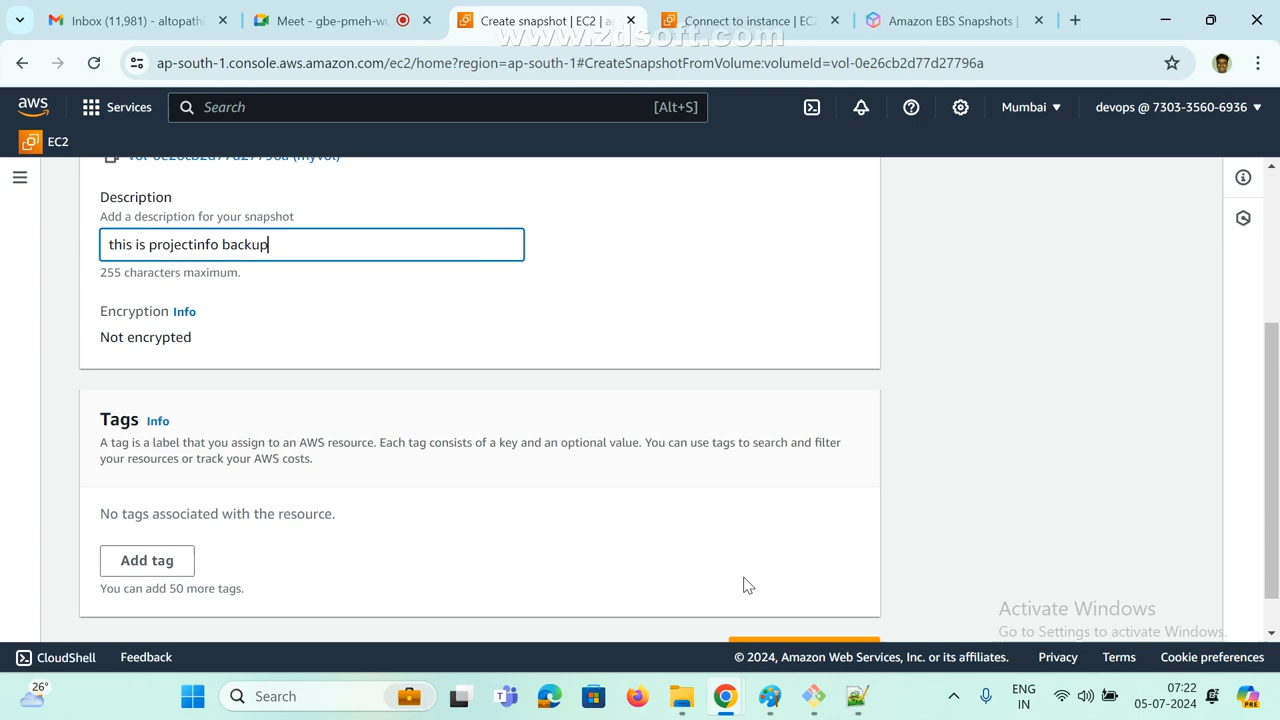 Inbox (11,981) - altopathi
Meet - gbe-pmeh-wu
Create snapshot | EC2 | a
Connect to instance | EC2
Amazon EBS Snapshots |
www.zdsoft.com
ap-south-1.console.aws.amazon.com/ec2/home?region=ap-south-1#CreateSnapshotFromVolume:volumeId=vol-0e26cb2d77d27796a
aws
Services
Search
[Alt+S]
Mumbai
devops @ 7303-3560-6936
EC2
vol-0e26cb2d77d27796a (myvol)
Description
Add a description for your snapshot
this is projectinfo backup
255 characters maximum.
Encryption Info
Not encrypted
Tags Info
A tag is a label that you assign to an AWS resource. Each tag consists of a key and an optional value. You can use tags to search and filter
your resources or track your AWS costs.
No tags associated with the resource.
Add tag
You can add 50 more tags.
Activate Windows
Go to Settings to activate Windows.
CloudShell
Feedback
© 2024, Amazon Web Services, Inc. or its affiliates.
Privacy
Terms
Cookie preferences
26°
Search
ENG
IN
07:22
05-07-2024
PRE